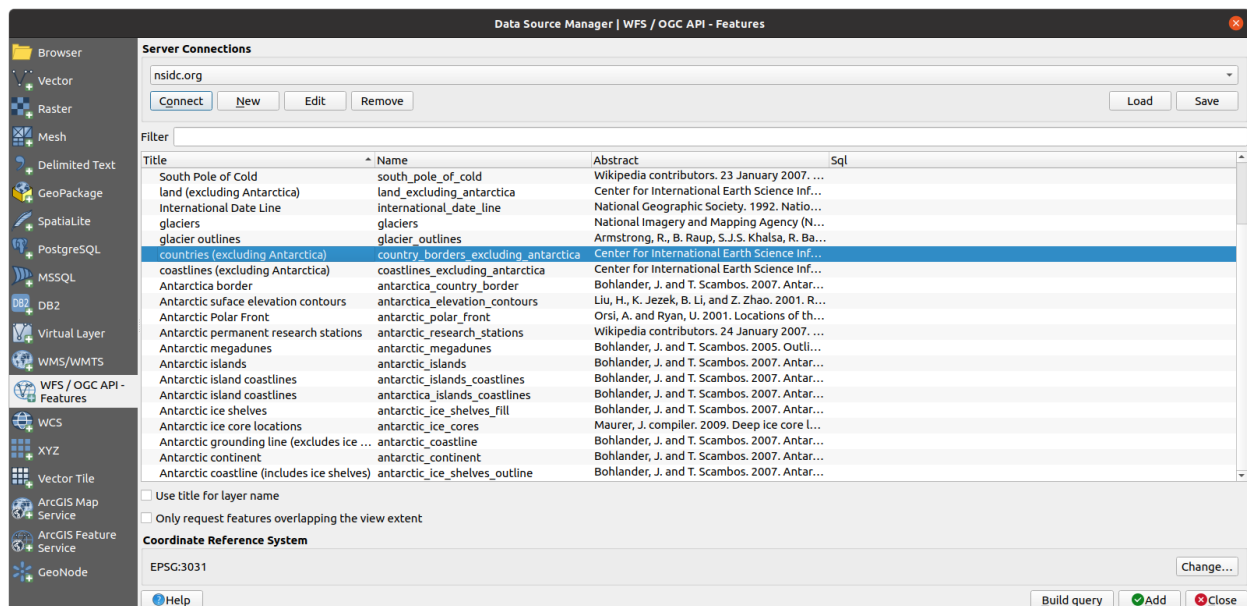 Data Source Manager | WFS / OGC API - Features
Browser
Vector
Raster
Mesh
Delimited Text
GeoPackage
SpatiaLite
PostgreSQL
MSSQL
DB2
DB2
Virtual Layer
WMS/WMTS
WFS / OGC API -
Features
WCS
XYZ
Vector Tile
ArcGIS Map
Service
ArcGIS Feature
Service
GeoNode
Server Connections
nsidc.org
Connect New Edit Remove Load Save
Filter
Title Name Abstract Sql
South Pole of Cold south_pole_of_cold Wikipedia contributors. 23 January 2007. ...
land (excluding Antarctica) land_excluding_antarctica Center for International Earth Science Inf...
International Date Line international_date_line National Geographic Society. 1992. Natio...
glaciers glaciers National Imagery and Mapping Agency (N...
glacier outlines glacier_outlines Armstrong, R., B. Raup, S.J.S. Khalsa, R. Ba...
countries (excluding Antarctica) country_borders_excluding_antarctica Center for International Earth Science Inf...
coastlines (excluding Antarctica) coastlines_excluding_antarctica Center for International Earth Science Inf...
Antarctica border antarctica_country_border Bohlander, J. and T. Scambos. 2007. Antar...
Antarctic suface elevation contours antarctica_elevation_contours Liu, H., K. Jezek, B. Li, and Z. Zhao. 2001. R...
Antarctic Polar Front antarctic_polar_front Orsi, A. and Ryan, U. 2001. Locations of th...
Antarctic permanent research stations antarctic_research_stations Wikipedia contributors. 24 January 2007. ...
Antarctic megadunes antarctic_megadunes Bohlander, J. and T. Scambos. 2005. Outli...
Antarctic islands antarctic_islands Bohlander, J. and T. Scambos. 2007. Antar...
Antarctic island coastlines antarctic_islands_coastlines Bohlander, J. and T. Scambos. 2007. Antar...
Antarctic island coastlines antarctica_islands_coastlines Bohlander, J. and T. Scambos. 2007. Antar...
Antarctic ice shelves antarctic_ice_shelves_fill Bohlander, J. and T. Scambos. 2007. Antar...
Antarctic ice core locations antarctic_ice_cores Maurer, J. compiler. 2009. Deep ice core l...
Antarctic grounding line (excludes ice ... antarctic_coastline Bohlander, J. and T. Scambos. 2007. Antar...
Antarctic continent antarctic_continent Bohlander, J. and T. Scambos. 2007. Antar...
Antarctic coastline (includes ice shelves) antarctic_ice_shelves_outline Bohlander, J. and T. Scambos. 2007. Antar...
Use title for layer name
Only request features overlapping the view extent
Coordinate Reference System
EPSG:3031 Change...
Help Build query Add Close